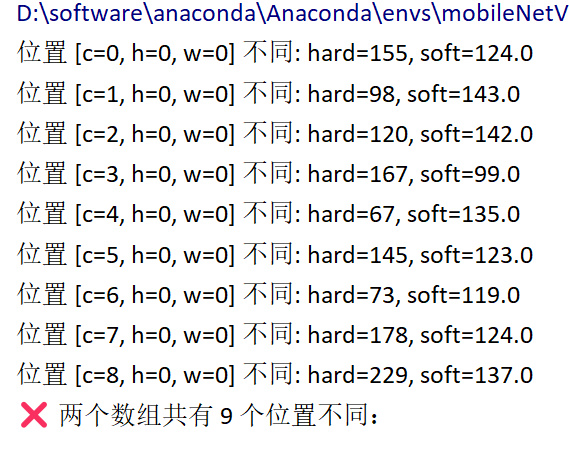 D:\software\anaconda\Anaconda\envs\mobileNetV
位置 [c=0, h=0, w=0] 不同: hard=155, soft=124.0
位置 [c=1, h=0, w=0] 不同: hard=98, soft=143.0
位置 [c=2, h=0, w=0] 不同: hard=120, soft=142.0
位置 [c=3, h=0, w=0] 不同: hard=167, soft=99.0
位置 [c=4, h=0, w=0] 不同: hard=67, soft=135.0
位置 [c=5, h=0, w=0] 不同: hard=145, soft=123.0
位置 [c=6, h=0, w=0] 不同: hard=73, soft=119.0
位置 [c=7, h=0, w=0] 不同: hard=178, soft=124.0
位置 [c=8, h=0, w=0] 不同: hard=229, soft=137.0
❌ 两个数组共有 9 个位置不同：